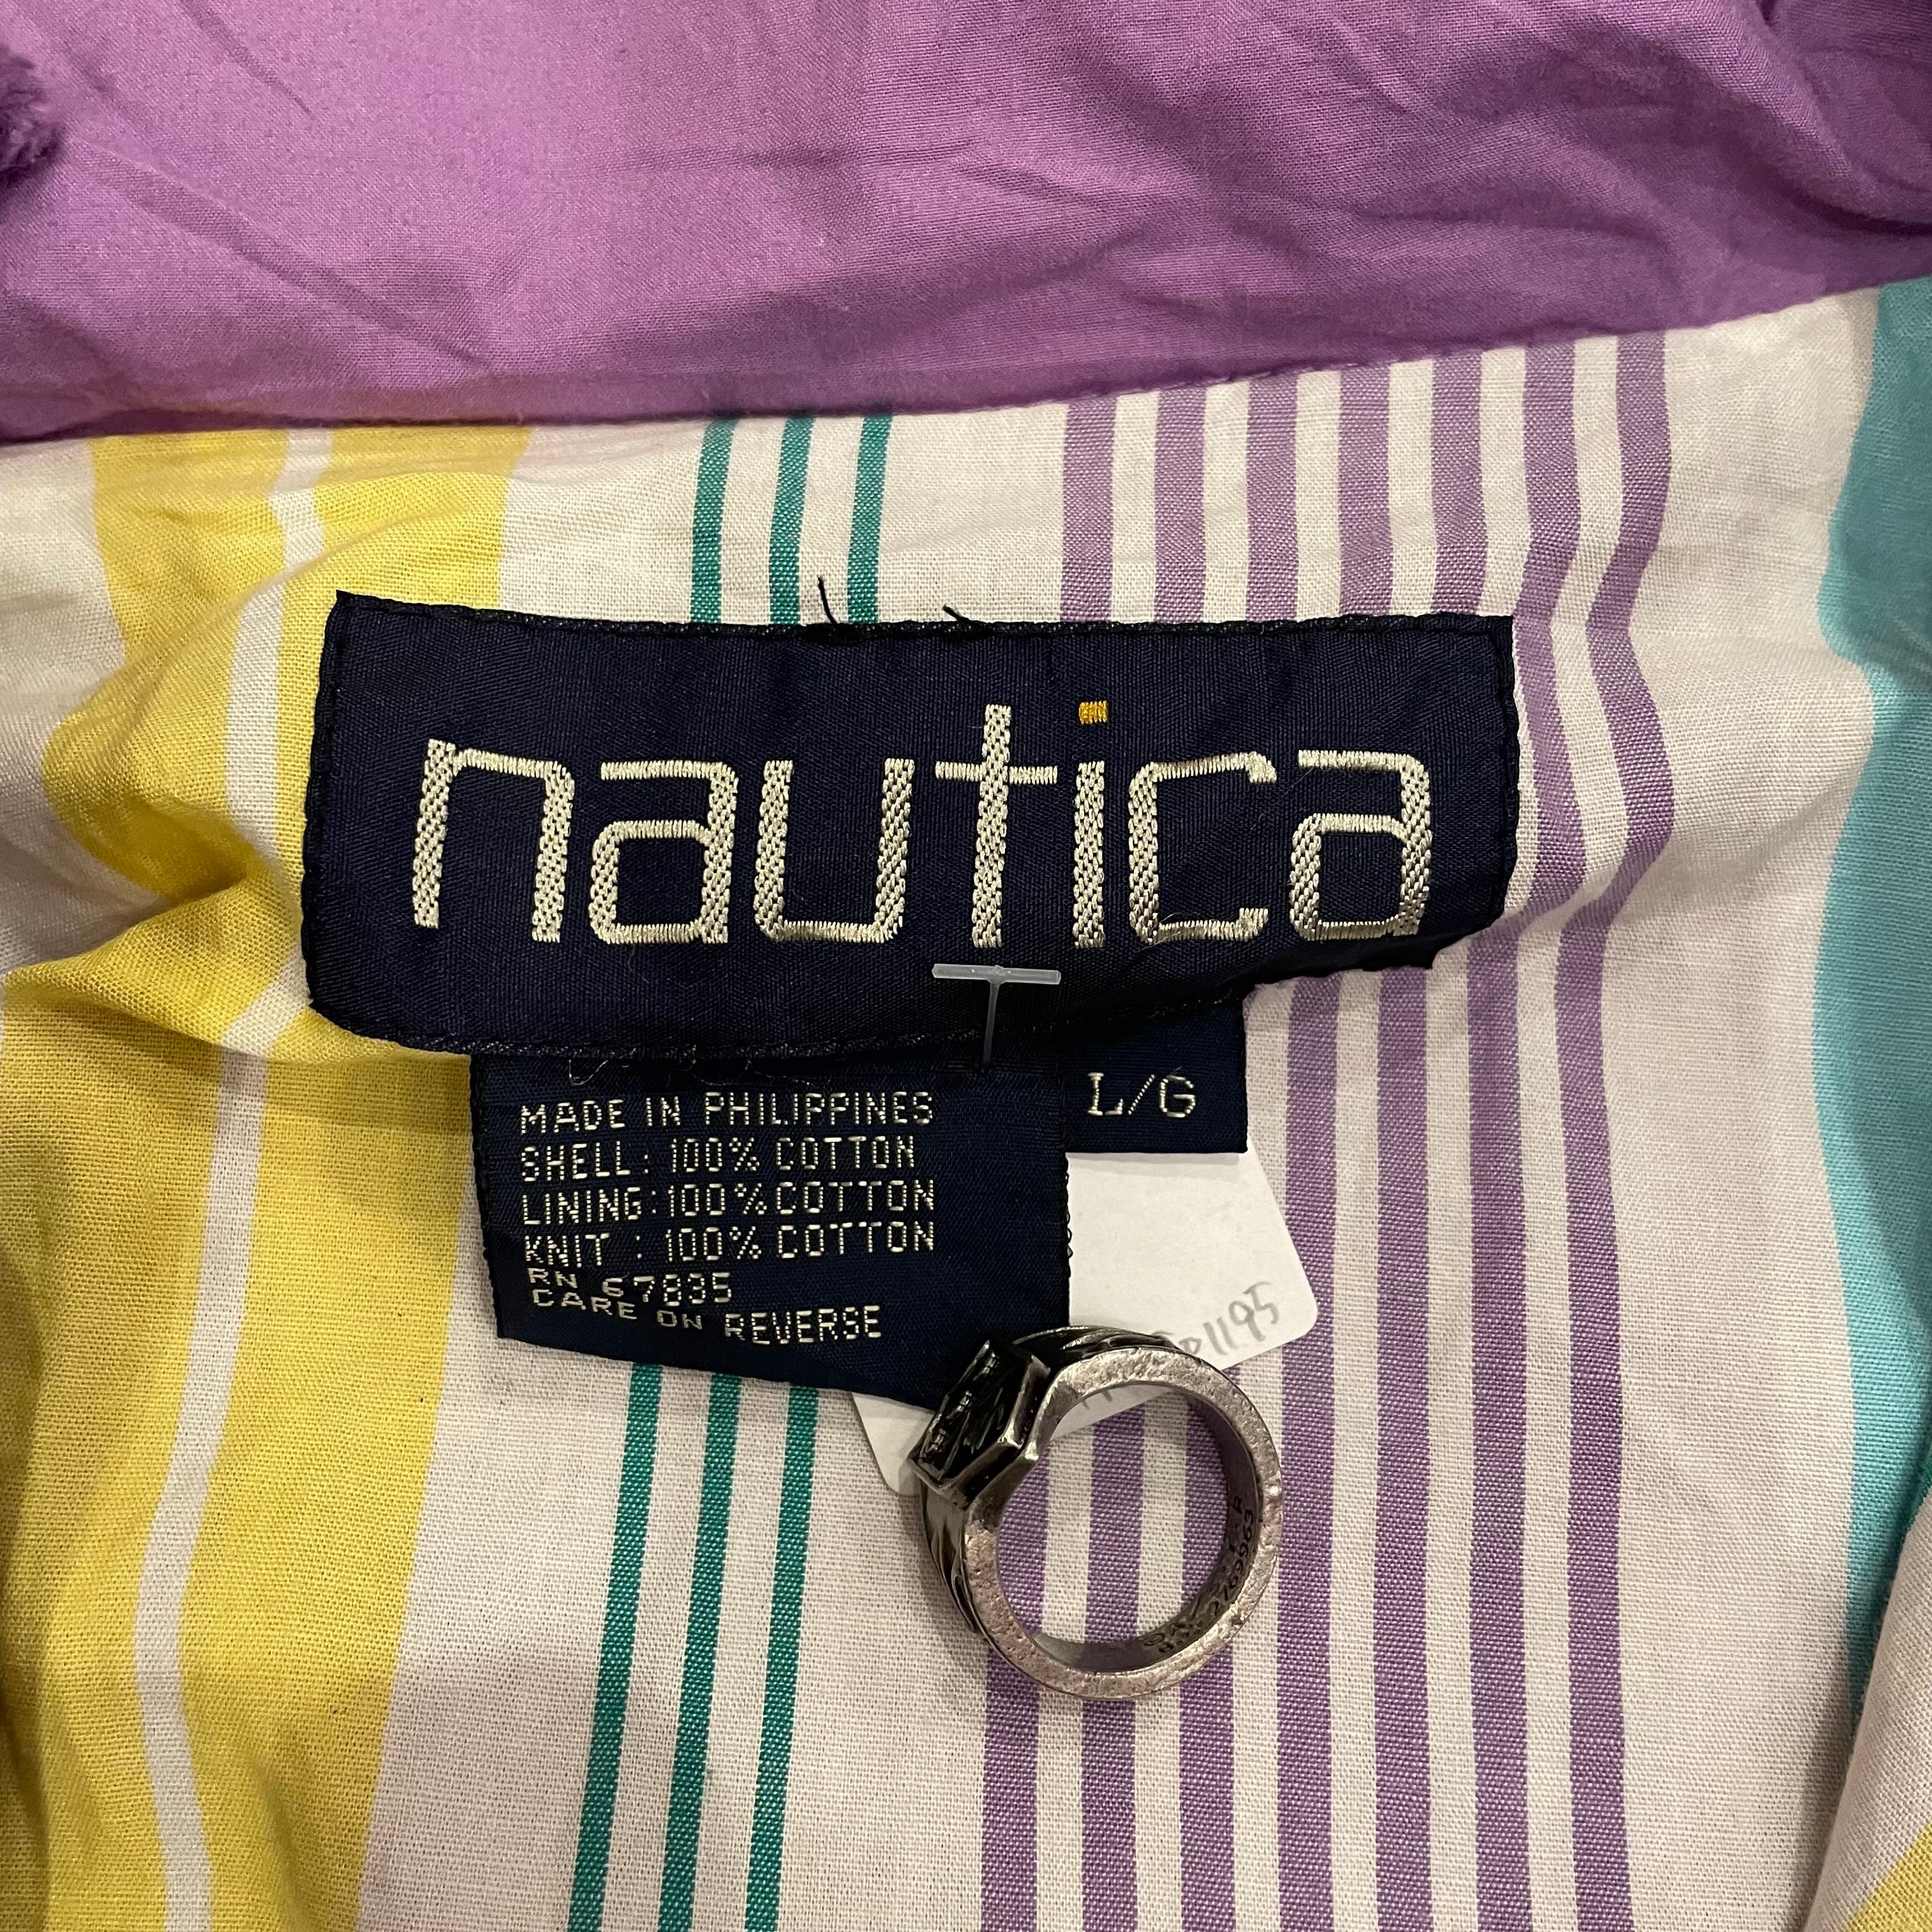 nautica
L/G
MADE IN PHILIPPINES
SHELL: 100% COTTON
LINING: 100% COTTON
KNIT : 100% COTTON
RN 67835
CARE ON REVERSE